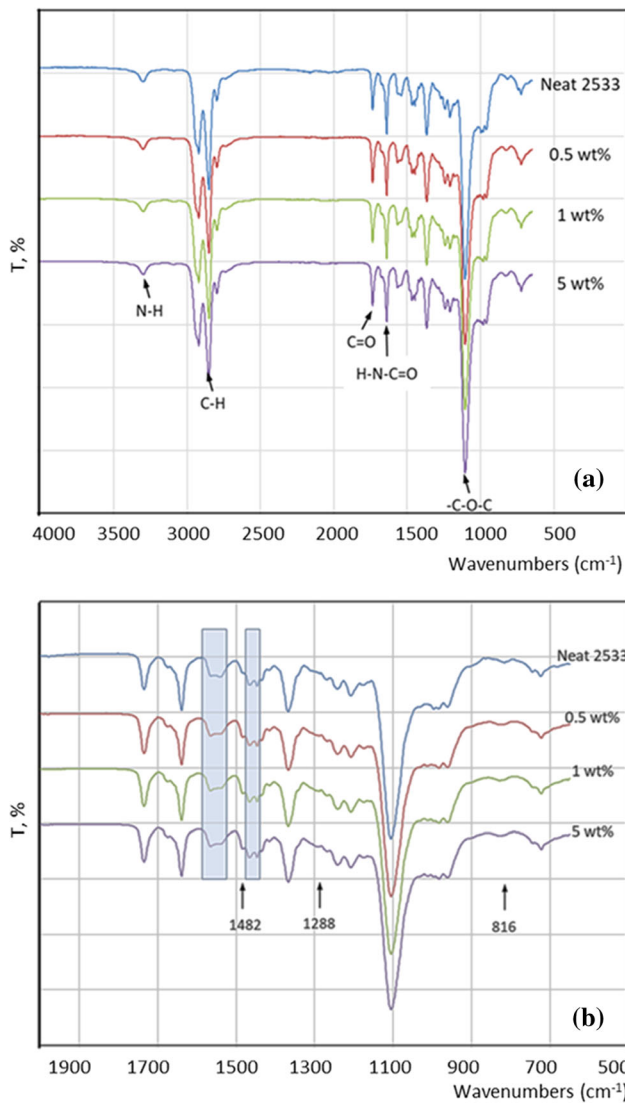 Neat 2533
0.5 wt%
1 wt%
5 wt%
T, %
N-H
C=O
H-N-C=O
C-H
(a)
-C-O-C
4000 3500 3000 2500 2000 1500 1000 500
Wavenumbers (cm⁻¹)
Neat 2533
0.5 wt%
1 wt%
5 wt%
T, %
1482 1288 816
(b)
1900 1700 1500 1300 1100 900 700 500
Wavenumbers (cm⁻¹)